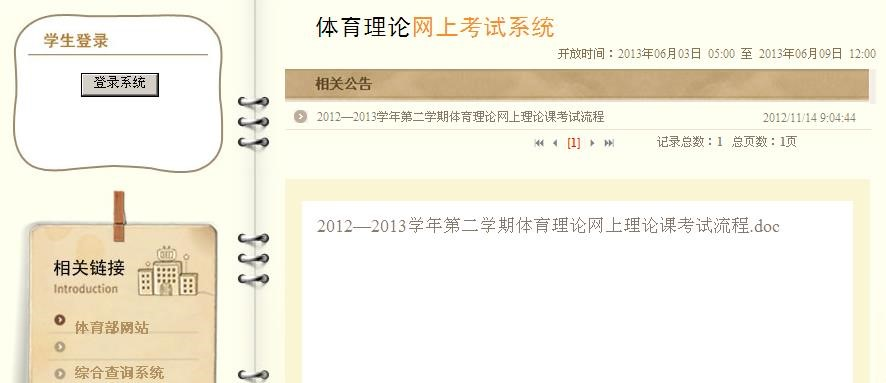 学生登录
登录系统
体育理论网上考试系统
开放时间：2013年06月03日 05:00 至 2013年06月09日 12:00
相关公告
2012—2013学年第二学期体育理论网上理论课考试流程 2012/11/14 9:04:44
[1] 记录总数：1 总页数：1页
2012—2013学年第二学期体育理论网上理论课考试流程.doc
相关链接
Introduction
体育部网站
综合查询系统